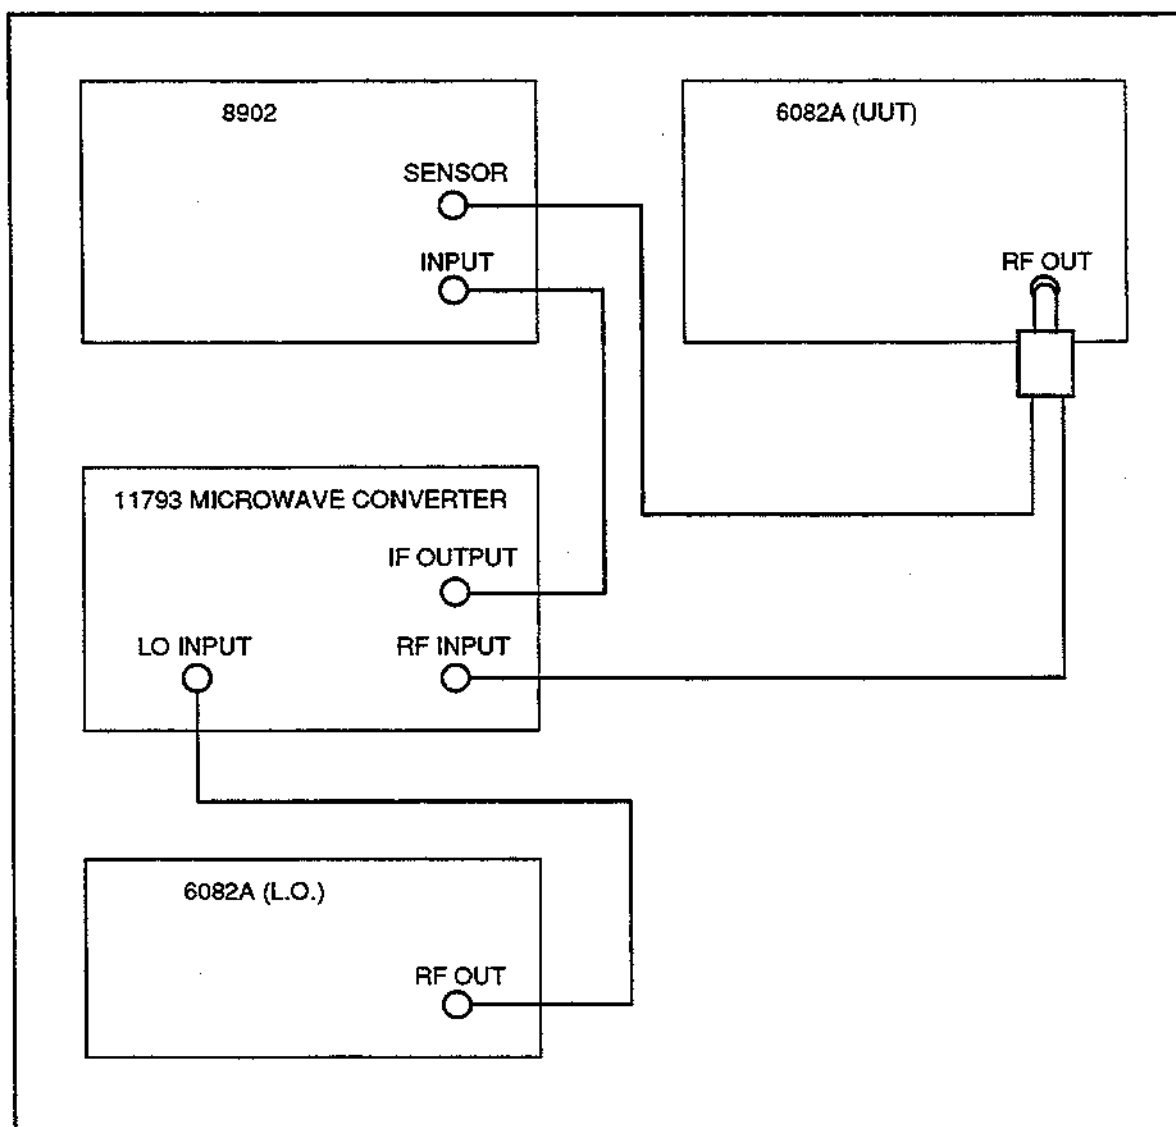 8902
SENSOR
INPUT
6082A (UUT)
RF OUT
11793 MICROWAVE CONVERTER
IF OUTPUT
LO INPUT
RF INPUT
6082A (L.O.)
RF OUT